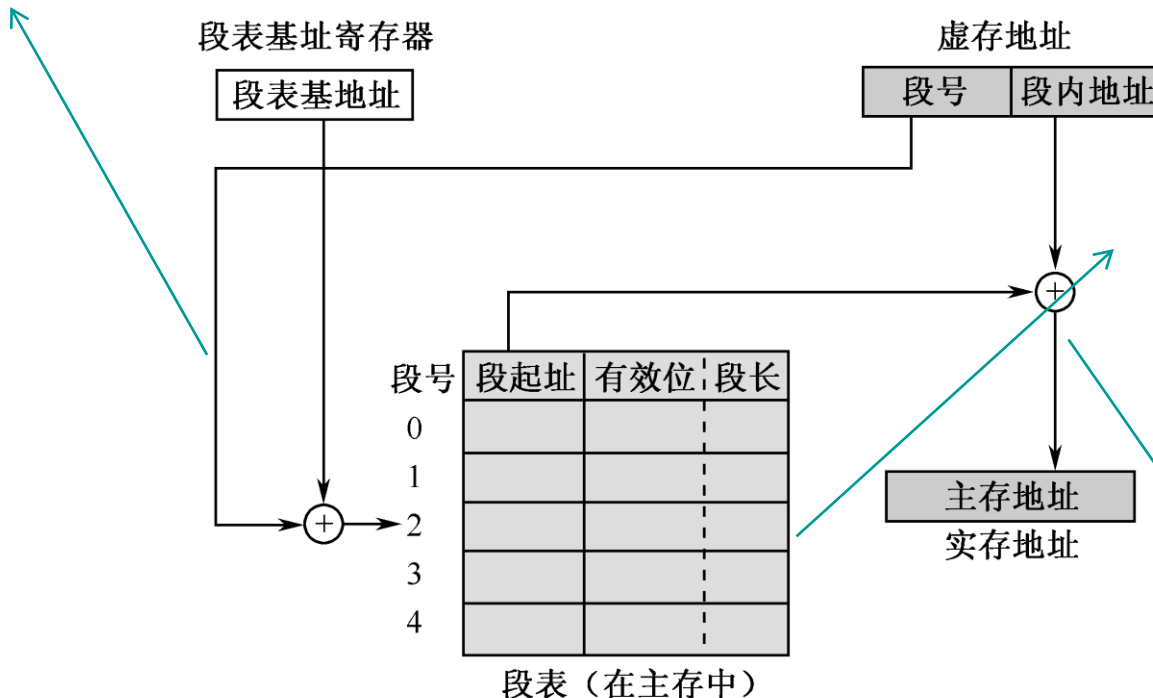 段表基址寄存器
段表基地址
虚存地址
段号 段内地址
段号 段起址 有效位 段长
0
1
2
3
4
+
+
主存地址
实存地址
段表（在主存中）